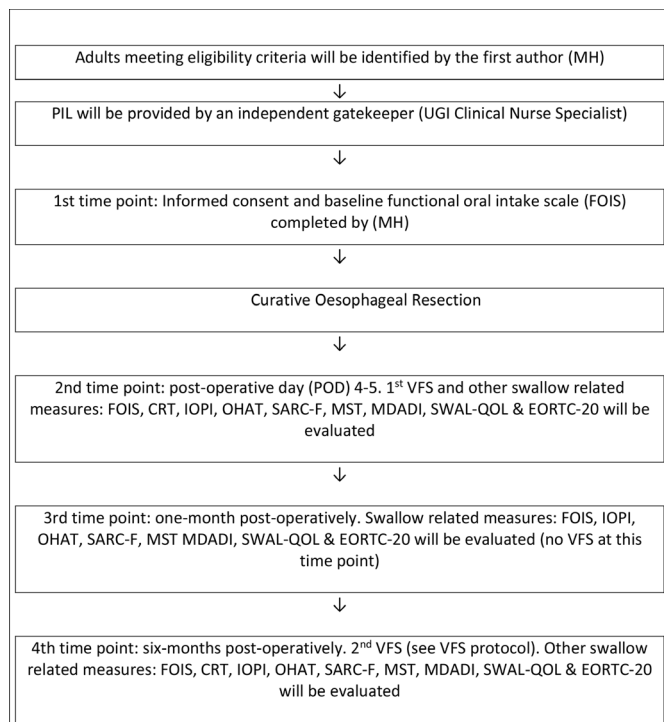 Adults meeting eligibility criteria will be identified by the first author (MH)
↓
PIL will be provided by an independent gatekeeper (UGI Clinical Nurse Specialist)
↓
1st time point: Informed consent and baseline functional oral intake scale (FOIS)
completed by (MH)
↓
Curative Oesophageal Resection
↓
2nd time point: post-operative day (POD) 4-5. 1st VFS and other swallow related
measures: FOIS, CRT, IOPI, OHAT, SARC-F, MST, MDADI, SWAL-QOL & EORTC-20 will be
evaluated
↓
3rd time point: one-month post-operatively. Swallow related measures: FOIS, IOPI,
OHAT, SARC-F, MST MDADI, SWAL-QOL & EORTC-20 will be evaluated (no VFS at this
time point)
↓
4th time point: six-months post-operatively. 2nd VFS (see VFS protocol). Other swallow
related measures: FOIS, CRT, IOPI, OHAT, SARC-F, MST, MDADI, SWAL-QOL & EORTC-20
will be evaluated